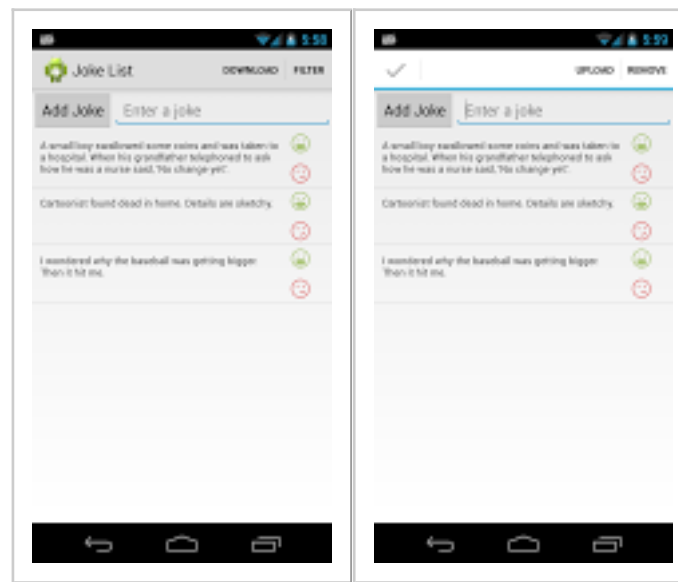 5:58
Joke List
DOWNLOAD
FILTER
Add Joke
Enter a joke
A small boy swallowed some coins and was taken to
a hospital. When his grandfather telephoned to ask
how he was a nurse said, 'No change yet'.
Cartoonist found dead in home. Details are sketchy.
I wondered why the baseball was getting bigger.
Then it hit me.
5:59
UPLOAD
REMOVE
Add Joke
Enter a joke
A small boy swallowed some coins and was taken to
a hospital. When his grandfather telephoned to ask
how he was a nurse said, 'No change yet'.
Cartoonist found dead in home. Details are sketchy.
I wondered why the baseball was getting bigger.
Then it hit me.